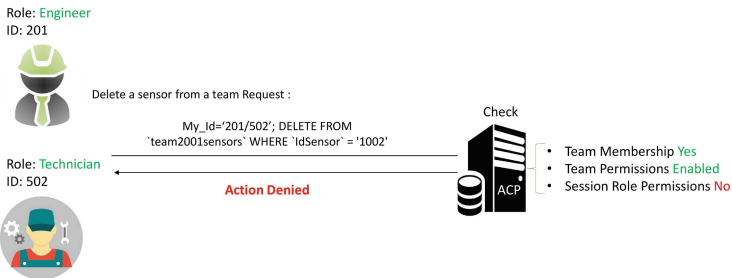 Role: Engineer
ID: 201
Delete a sensor from a team Request :
My_Id=‘201/502’; DELETE FROM
`team2001sensors` WHERE `IdSensor` = '1002'
Action Denied
Role: Technician
ID: 502
Check
ACP
• Team Membership Yes
• Team Permissions Enabled
• Session Role Permissions No